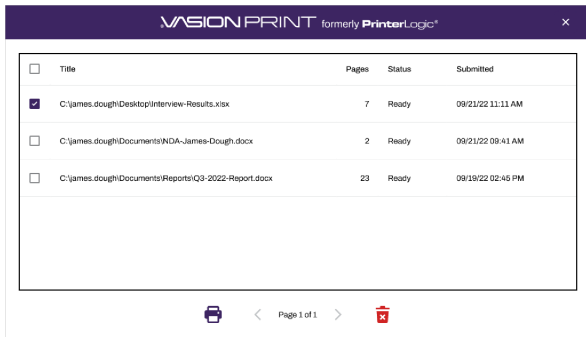 VASION PRINT formerly PrinterLogic®
Title Pages Status Submitted
C:\james.dough\Desktop\Interview-Results.xlsx 7 Ready 09/21/22 11:11 AM
C:\james.dough\Documents\NDA-James-Dough.docx 2 Ready 09/21/22 09:41 AM
C:\james.dough\Documents\Reports\Q3-2022-Report.docx 23 Ready 09/19/22 02:45 PM
Page 1 of 1